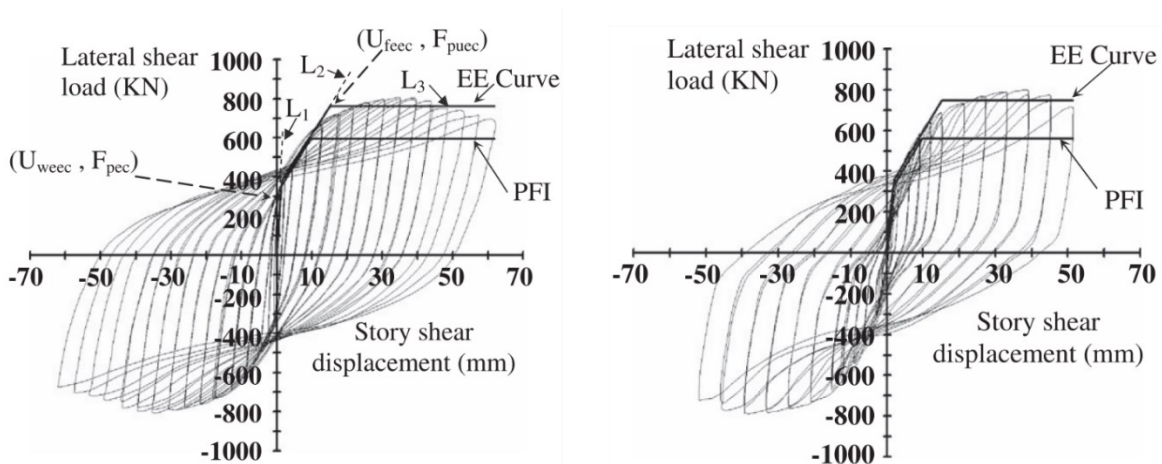 Lateral shear
load (KN)
(U_feec , F_puec)
L_2
EE Curve
L_3
L_1
(U_weec , F_pec)
PFI
1000
800
600
400
200
-200
-400
-600
-800
-1000
-70
-50
-30
-10
10
30
50
70
Story shear
displacement (mm)
Lateral shear
load (KN)
EE Curve
PFI
1000
800
600
400
200
-200
-400
-600
-800
-1000
-70
-50
-30
-10
10
30
50
70
Story shear
displacement (mm)